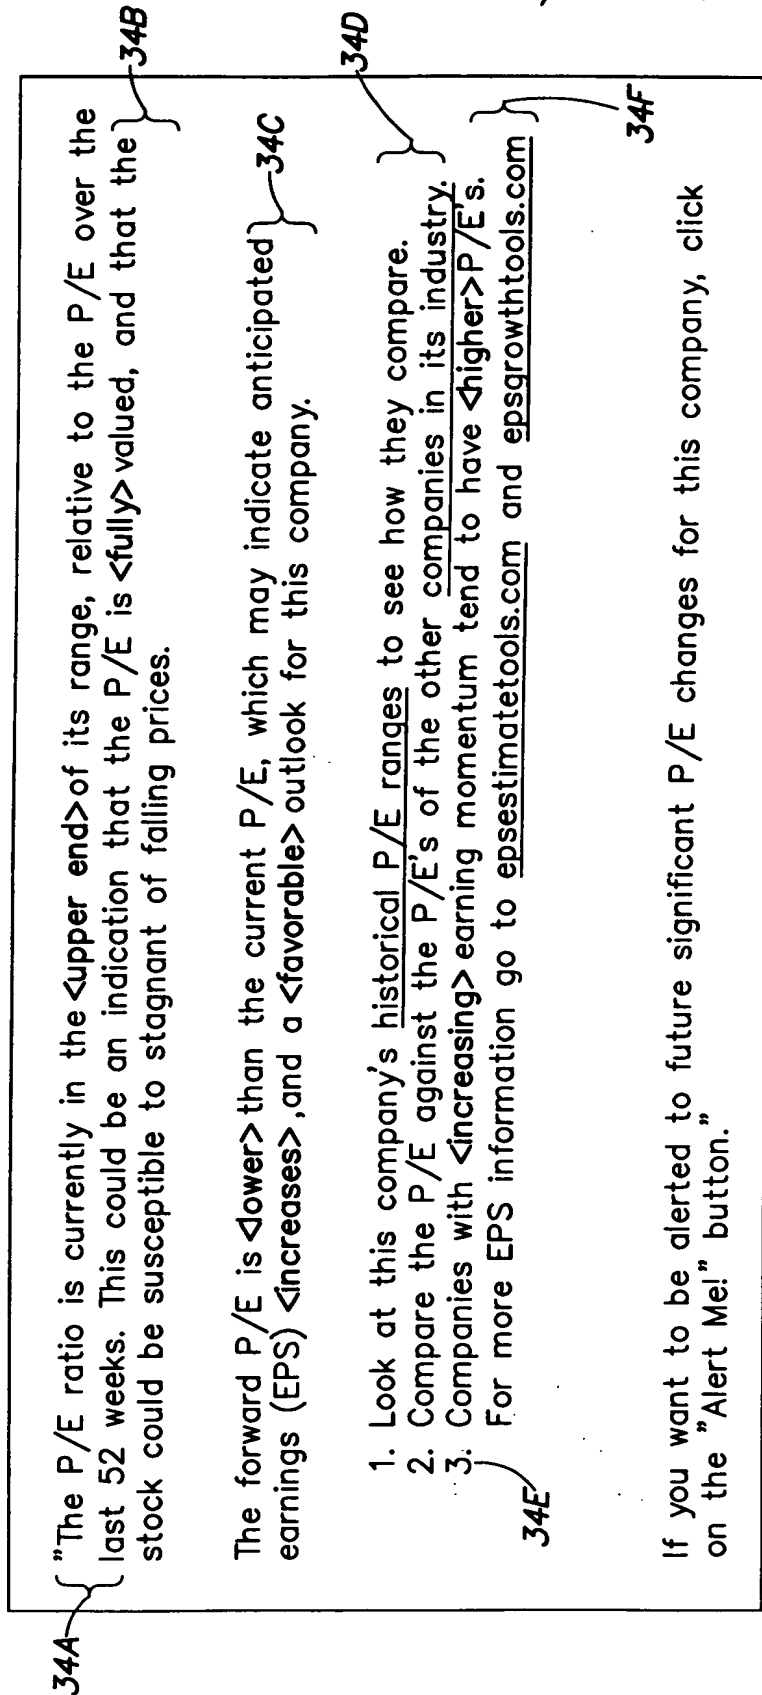 34A
34B
"The P/E ratio is currently in the <upper end> of its range, relative to the P/E over the
last 52 weeks. This could be an indication that the P/E is <fully> valued, and that the
stock could be susceptible to stagnant of falling prices.
34C
The forward P/E is <lower> than the current P/E, which may indicate anticipated
earnings (EPS) <increases>, and a <favorable> outlook for this company.
34D
1. Look at this company's historical P/E ranges to see how they compare.
2. Compare the P/E against the P/E's of the other companies in its industry.
3. Companies with <increasing> earning momentum tend to have <higher> P/E's.
For more EPS information go to epsestimatetools.com and epsgrowthtools.com
34E
34F
If you want to be alerted to future significant P/E changes for this company, click
on the "Alert Me!" button."